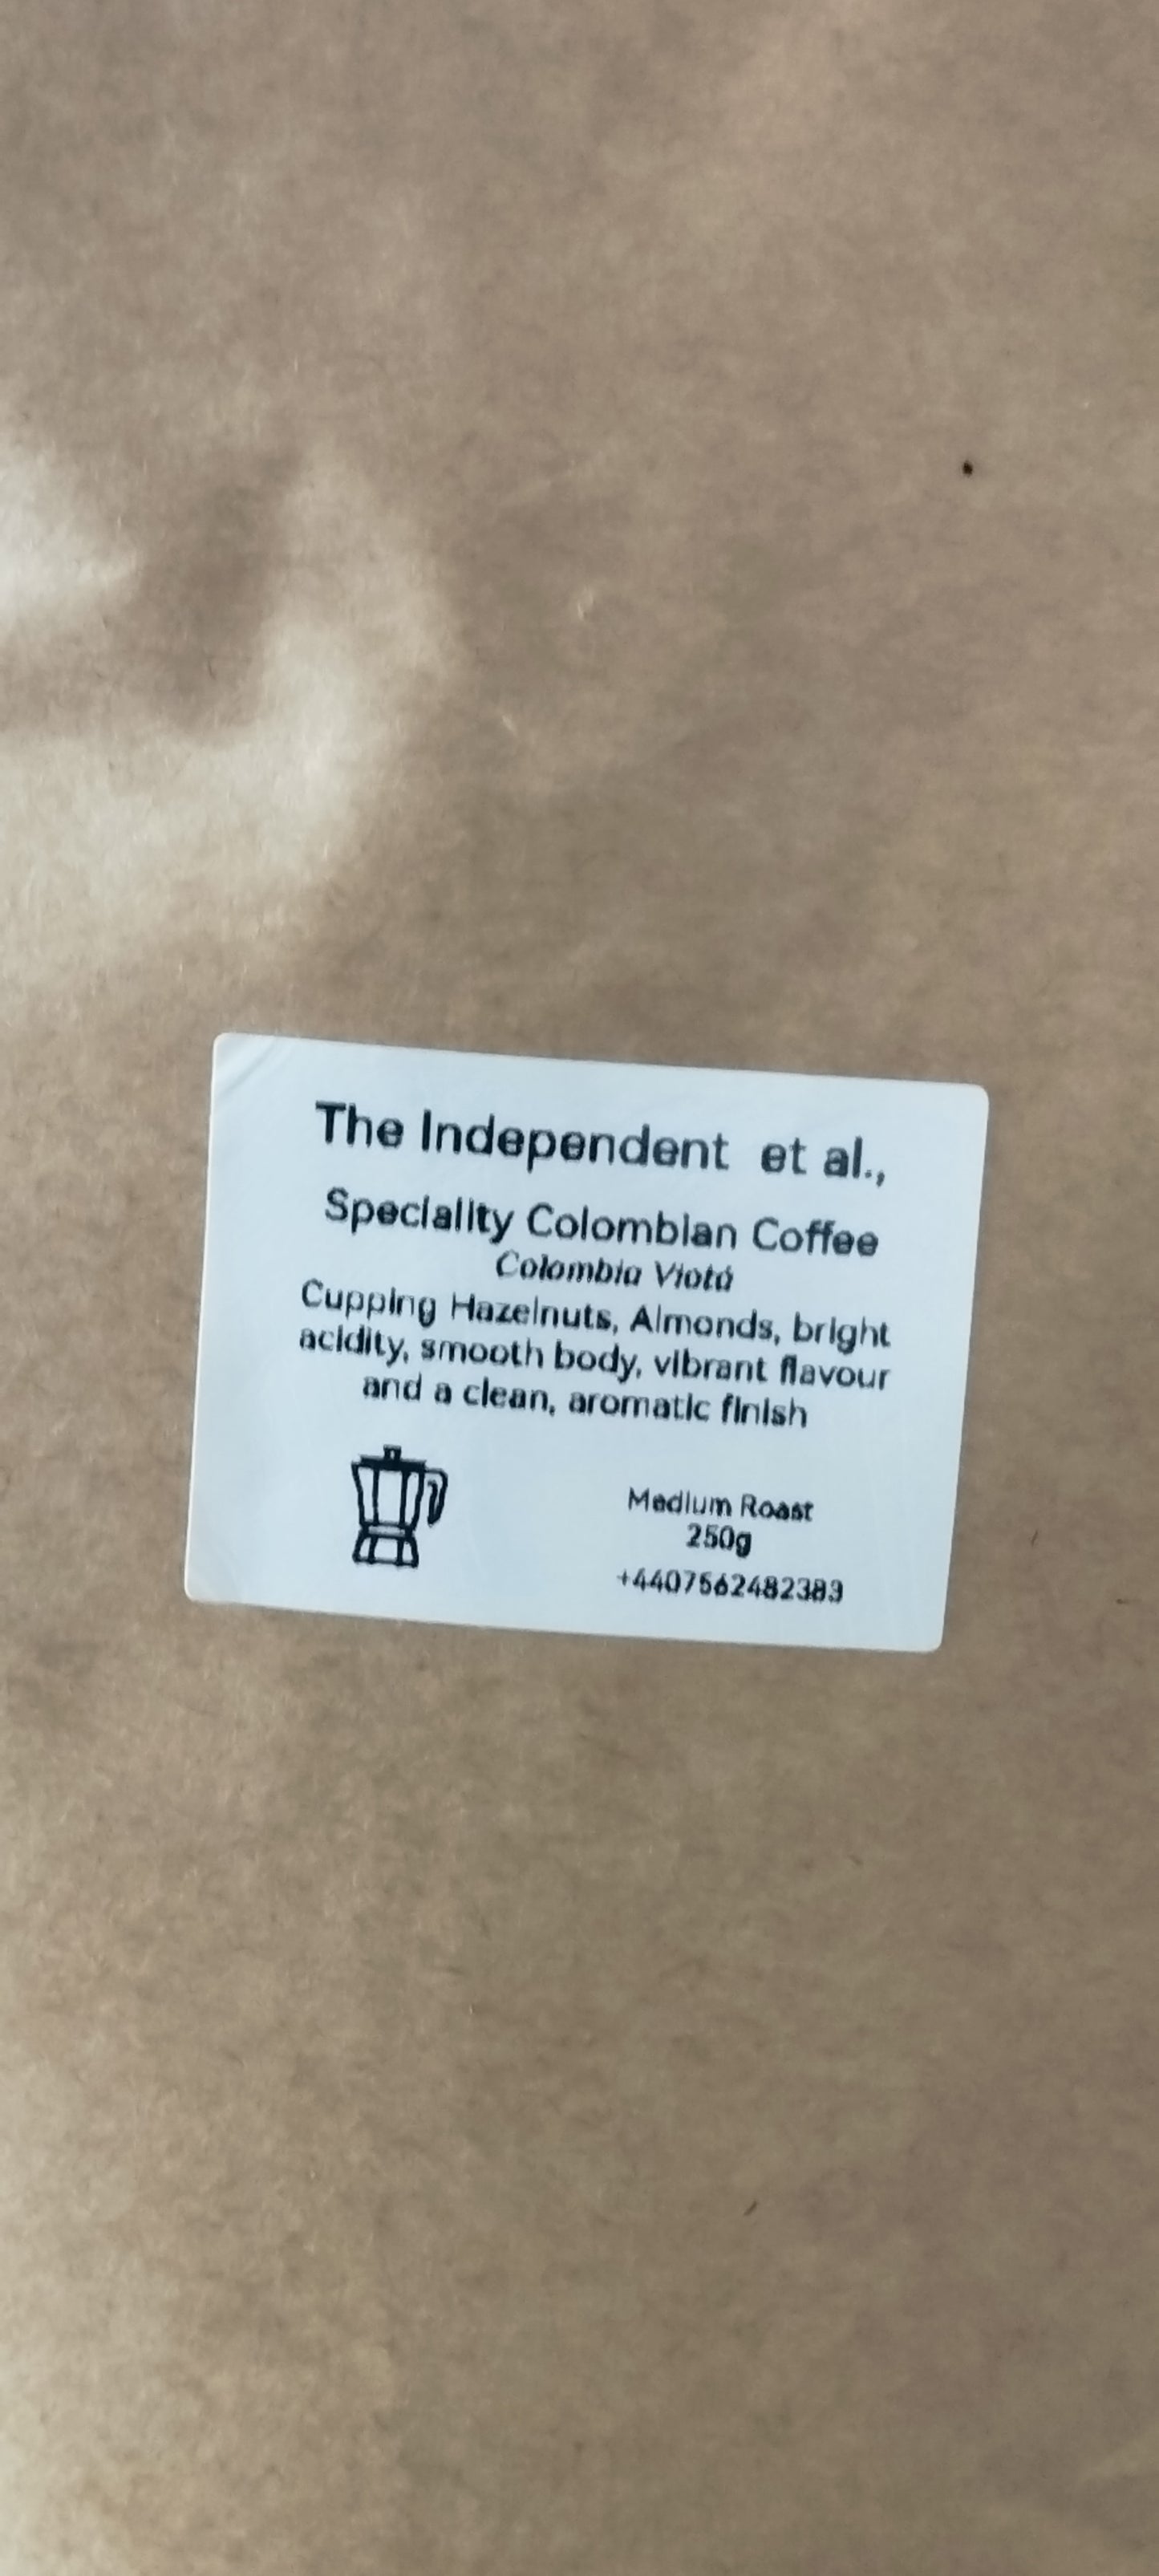 The Independent et al.,
Speciality Colombian Coffee
Colombia Viotá
Cupping Hazelnuts, Almonds, bright
acidity, smooth body, vibrant flavour
and a clean, aromatic finish
Medium Roast
250g
+4407562482383